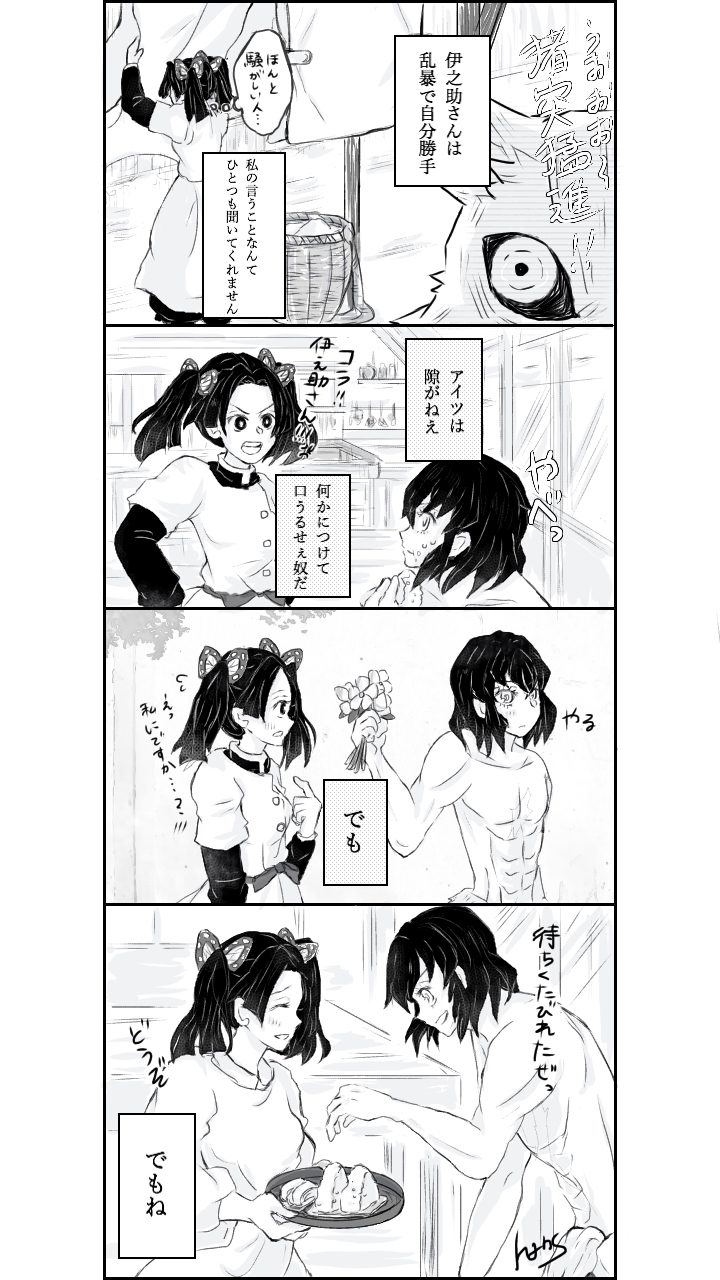 うおおお〜
猪突猛進!!
伊之助さんは
乱暴で自分勝手
ほんと
騒がしい人…
私の言うことなんて
ひとつも聞いてくれません
やべっ
アイツは
隙がねえ
コラ!!
伊之助さん!!!
何かにつけて
口うるせぇ奴だ
やる
でも
えっ
私にですか…?
待ちくたびれたぜっ
どうぞ
でもね